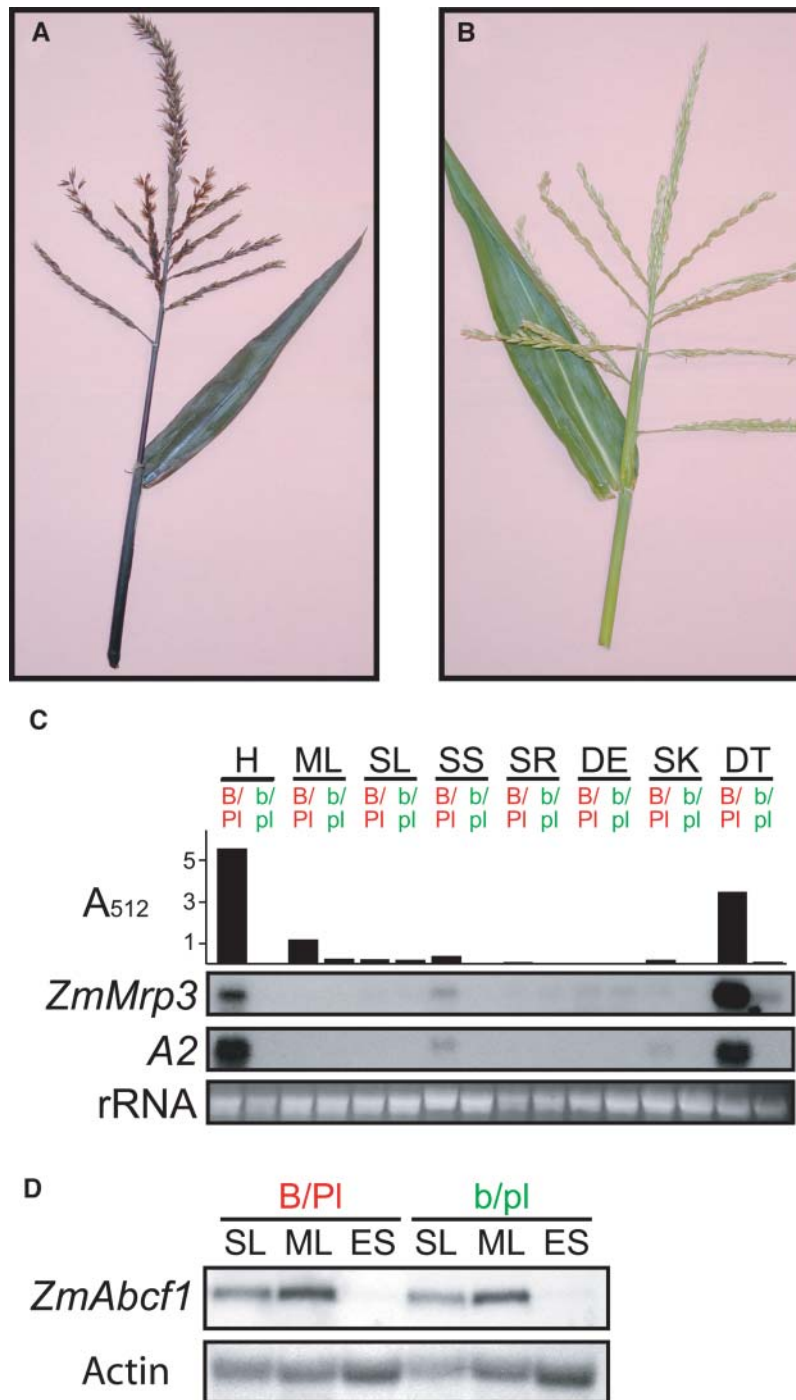 A
B
C
H ML SL SS SR DE SK DT
B/ b/ B/ b/ B/ b/ B/ b/ B/ b/ B/ b/ B/ b/ B/ b/
Pl pl Pl pl Pl pl Pl pl Pl pl Pl pl Pl pl Pl pl
5
A512 3
1
ZmMrp3
A2
rRNA
D
B/Pl b/pl
SL ML ES SL ML ES
ZmAbcf1
Actin